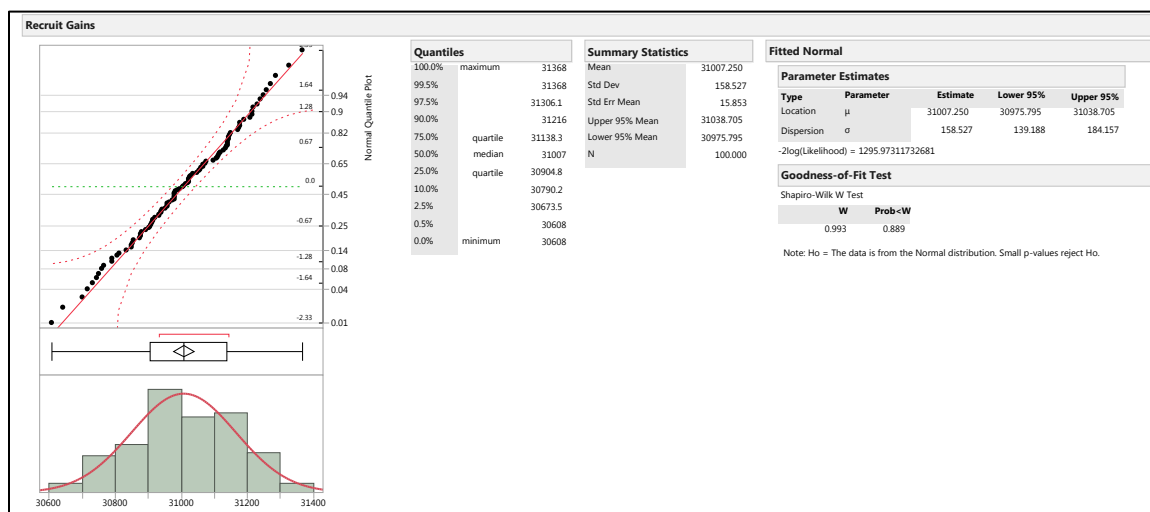 Recruit Gains
1.64
1.28
0.67
0.0
-0.67
-1.28
-1.64
-2.33
0.94
0.9
0.82
0.65
0.45
0.25
0.14
0.08
0.04
0.01
Normal Quantile Plot
30600 30800 31000 31200 31400
Quantiles
100.0% maximum 31368
99.5% 31368
97.5% 31306.1
90.0% 31216
75.0% quartile 31138.3
50.0% median 31007
25.0% quartile 30904.8
10.0% 30790.2
2.5% 30673.5
0.5% 30608
0.0% minimum 30608
Summary Statistics
Mean 31007.250
Std Dev 158.527
Std Err Mean 15.853
Upper 95% Mean 31038.705
Lower 95% Mean 30975.795
N 100.000
Fitted Normal
Parameter Estimates
Type Parameter Estimate Lower 95% Upper 95%
Location μ 31007.250 30975.795 31038.705
Dispersion σ 158.527 139.188 184.157
-2log(Likelihood) = 1295.97311732681
Goodness-of-Fit Test
Shapiro-Wilk W Test
W Prob<W
0.993 0.889
Note: Ho = The data is from the Normal distribution. Small p-values reject Ho.